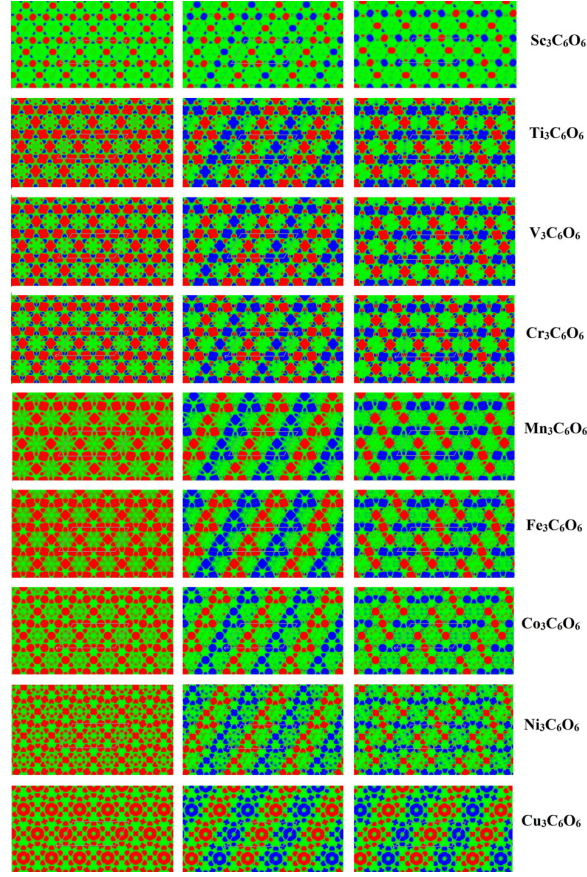 Sc₃C₆O₆
Ti₃C₆O₆
V₃C₆O₆
Cr₃C₆O₆
Mn₃C₆O₆
Fe₃C₆O₆
Co₃C₆O₆
Ni₃C₆O₆
Cu₃C₆O₆